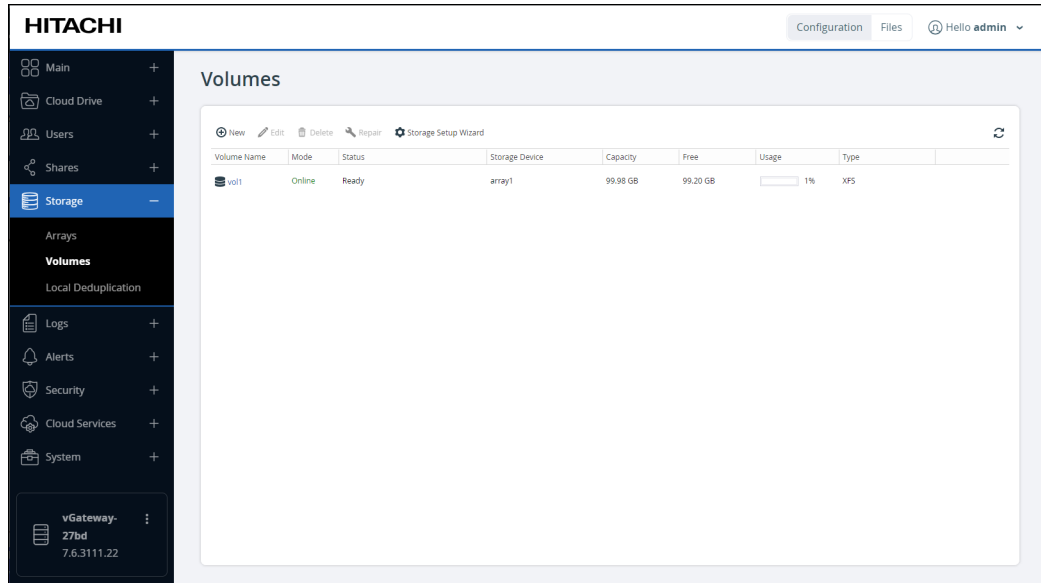 HITACHI
Configuration Files Hello admin
Main
Cloud Drive
Users
Shares
Storage
Arrays
Volumes
Local Deduplication
Logs
Alerts
Security
Cloud Services
System
vGateway-
27bd
7.6.3111.22
Volumes
New Edit Delete Repair Storage Setup Wizard
Volume Name Mode Status Storage Device Capacity Free Usage Type
vol1 Online Ready array1 99.98 GB 99.20 GB 1% XFS